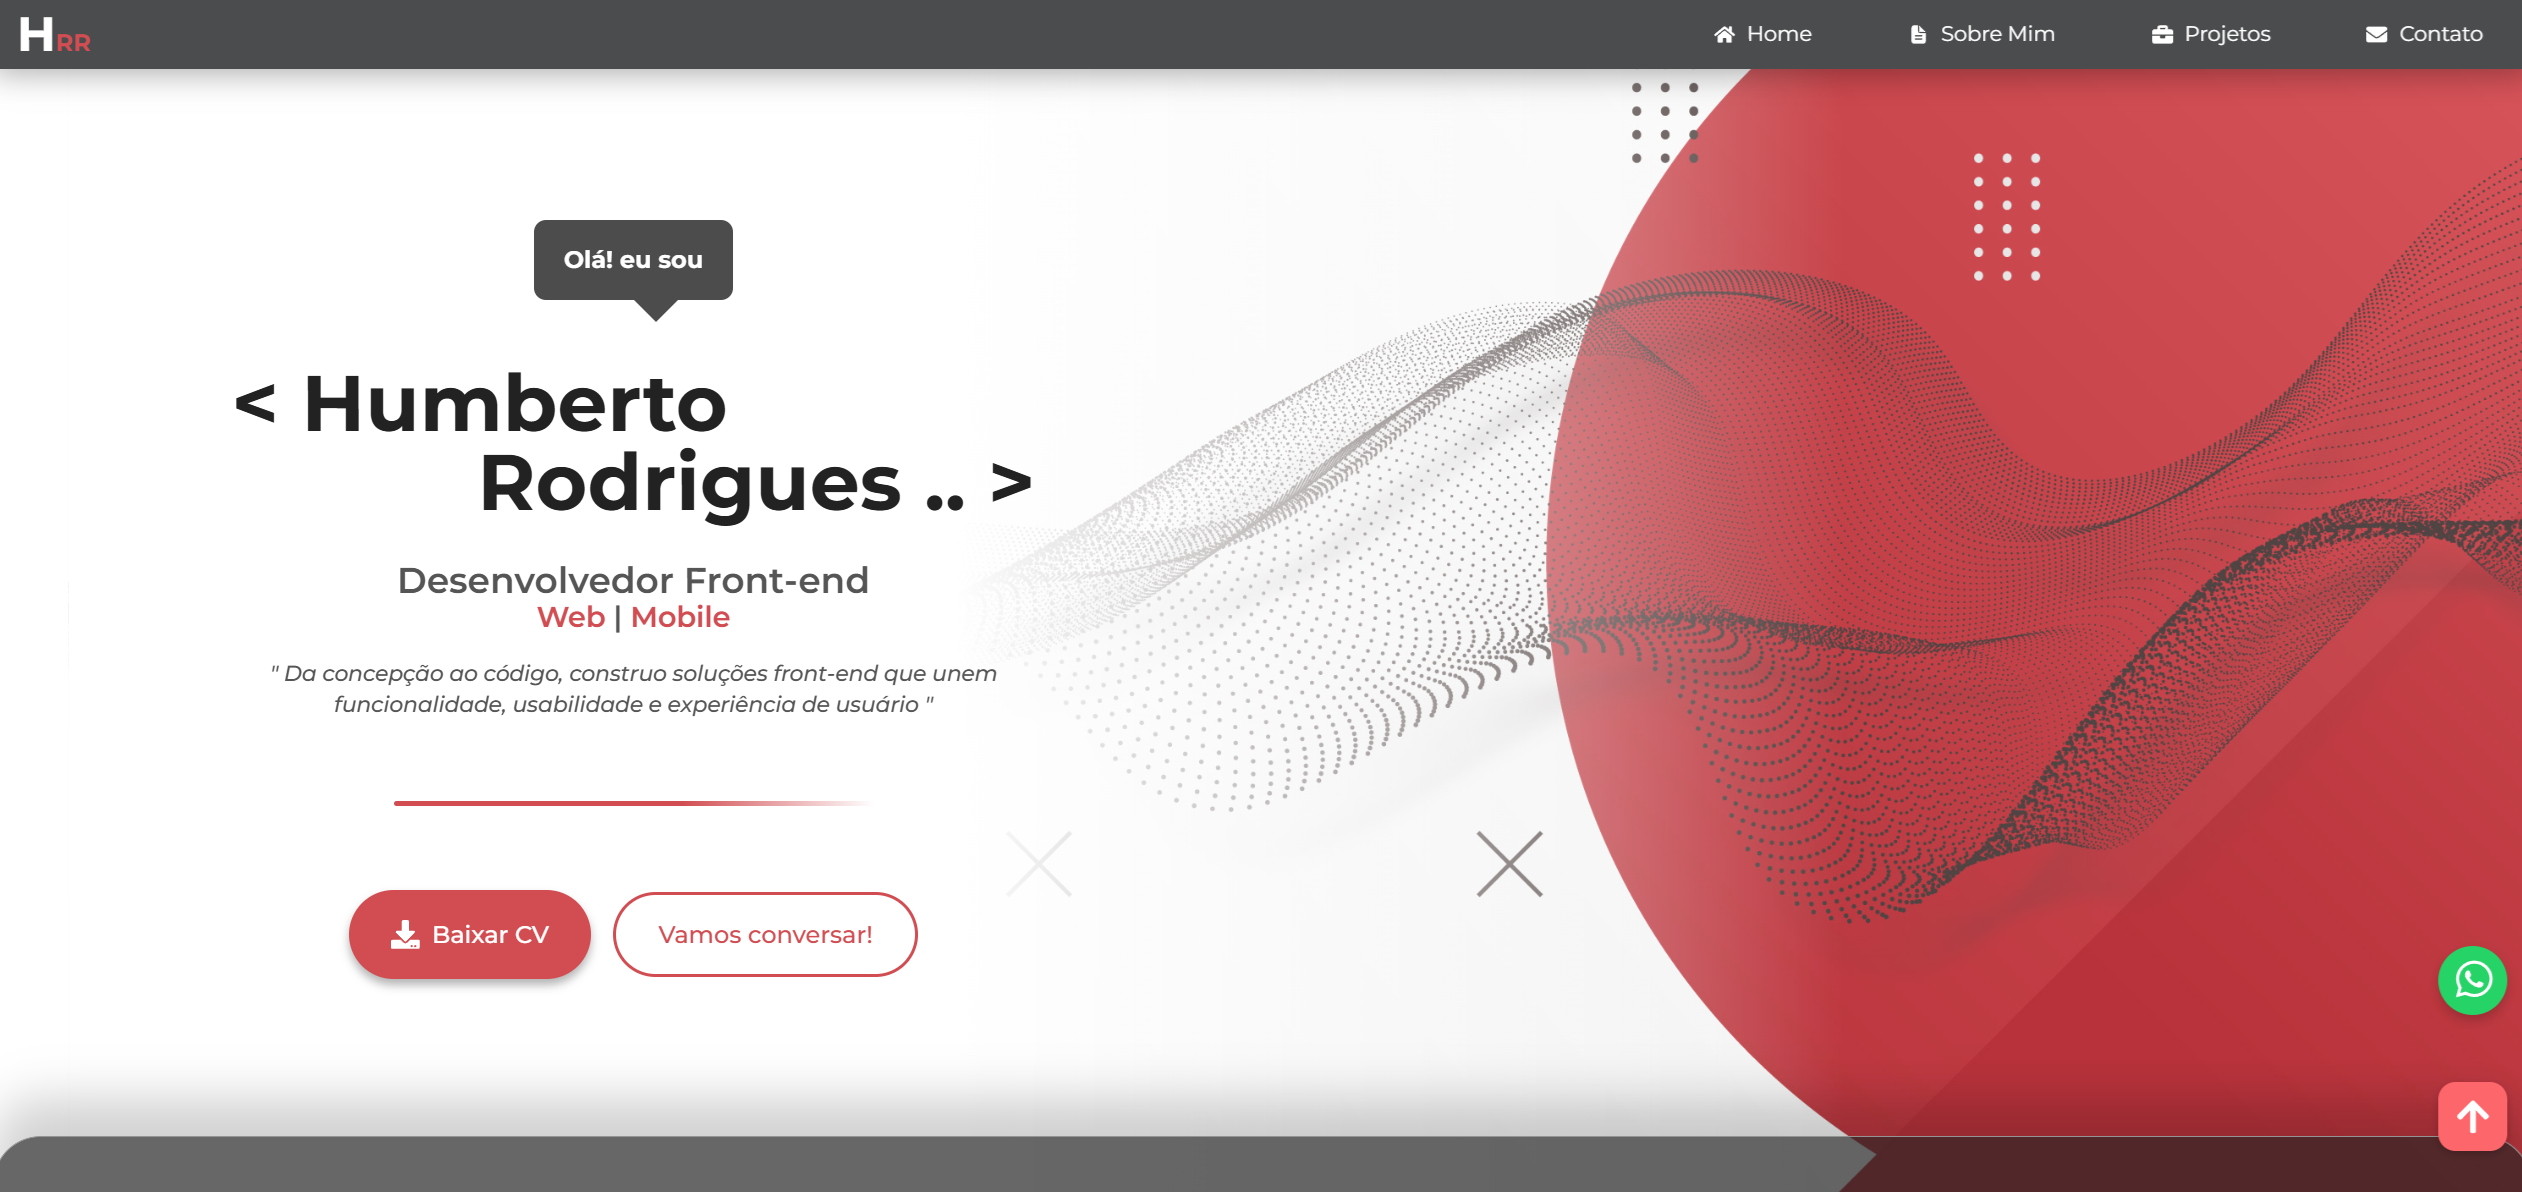 HRR
Home Sobre Mim Projetos Contato
Olá! eu sou
< Humberto
Rodrigues .. >
Desenvolvedor Front-end
Web | Mobile
" Da concepção ao código, construo soluções front-end que unem
funcionalidade, usabilidade e experiência de usuário "
Baixar CV Vamos conversar!